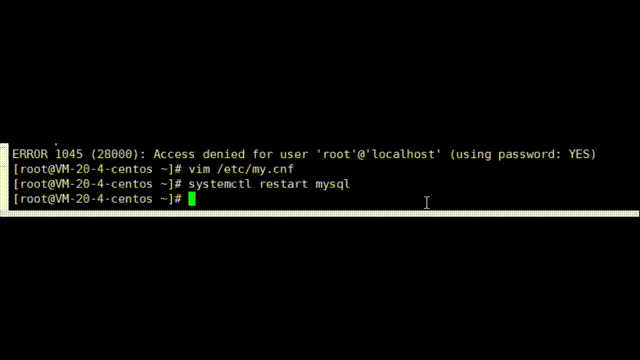 ERROR 1045 (28000): Access denied for user 'root'@'localhost' (using password: YES)
[root@VM-20-4-centos ~]# vim /etc/my.cnf
[root@VM-20-4-centos ~]# systemctl restart mysql
[root@VM-20-4-centos ~]#